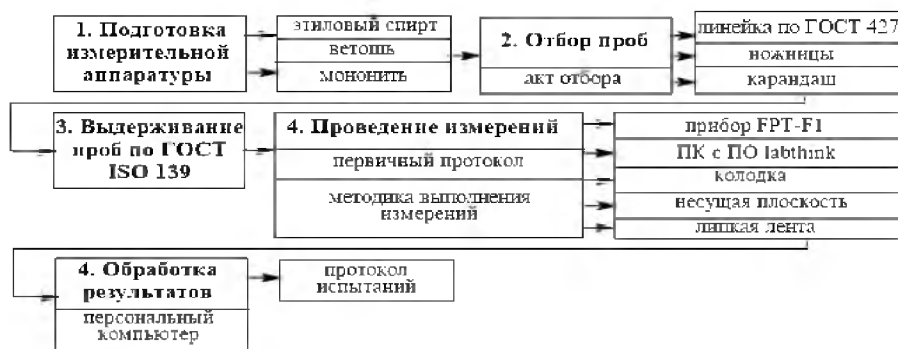 1. Подготовка
измерительной
аппаратуры
этиловый спирт
ветошь
мононить
2. Отбор проб
акт отбора
линейка по ГОСТ 427
ножницы
карандаш
3. Выдерживание
проб по ГОСТ
ISO 139
4. Проведение измерений
первичный протокол
методика выполнения
измерений
прибор FPT-F1
ПК с ПО labthink
колодка
несущая плоскость
липкая лента
4. Обработка
результатов
персональный
компьютер
протокол
испытаний